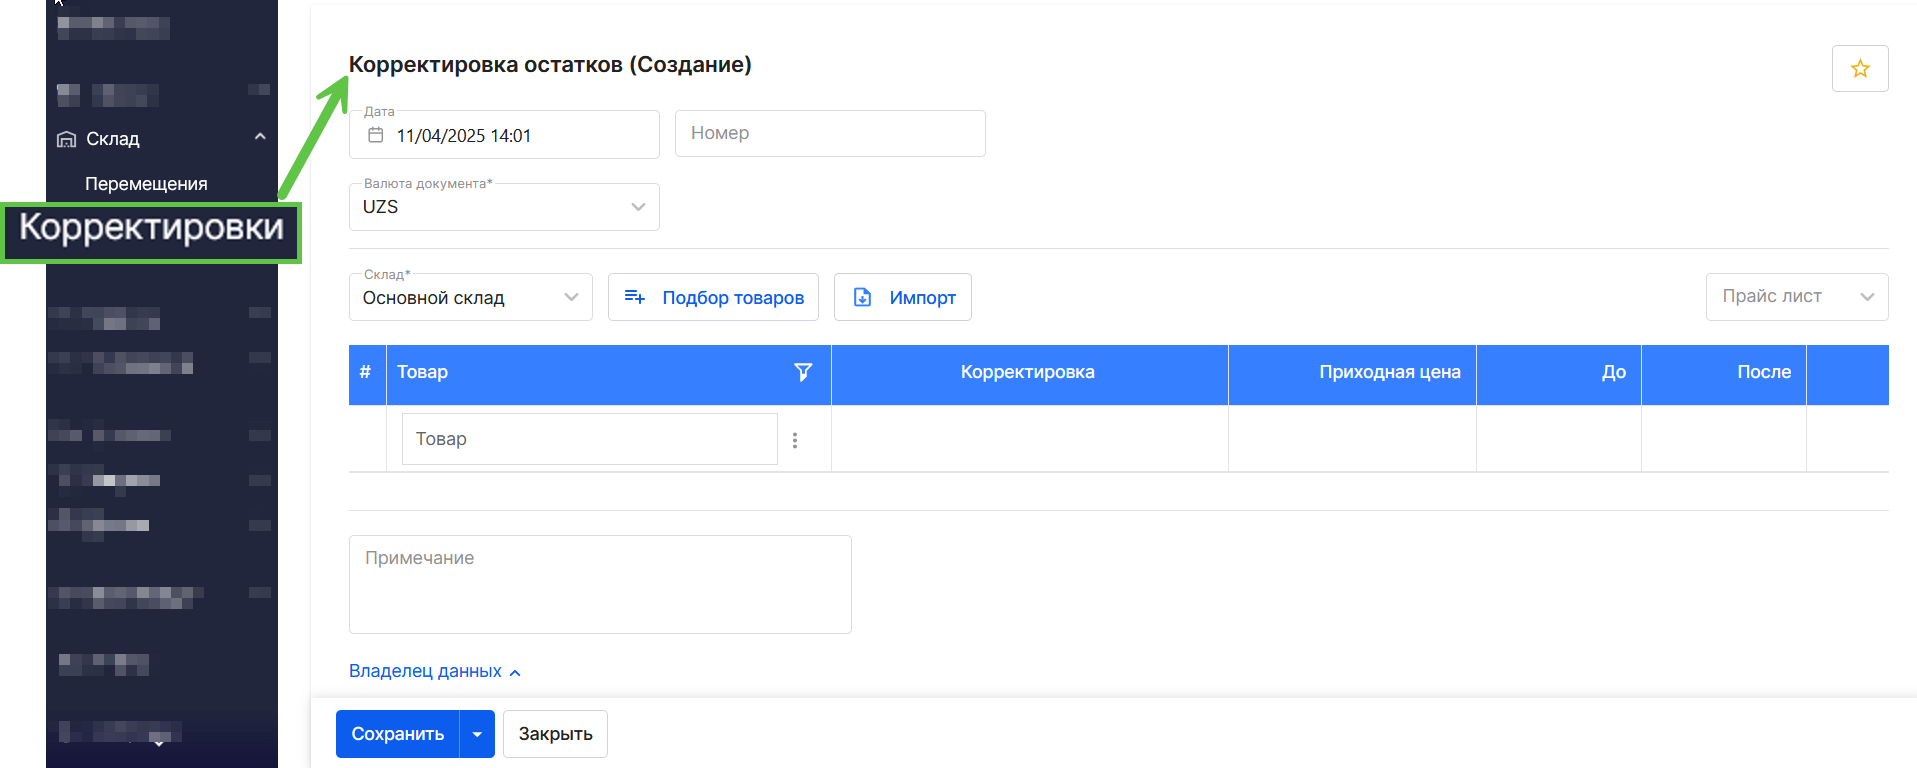 Склад
Перемещения
Корректировки
Корректировка остатков (Создание)
Дата
11/04/2025 14:01
Номер
Валюта документа*
UZS
Склад*
Основной склад
Подбор товаров
Импорт
Прайс лист
# Товар Корректировка Приходная цена До После
Товар
Примечание
Владелец данных
Сохранить
Закрыть